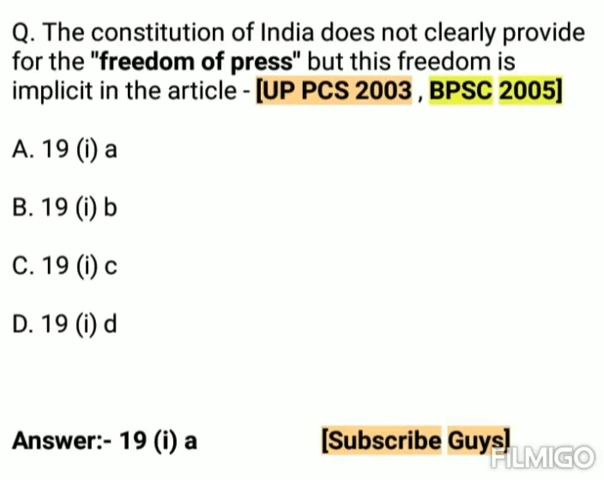 Q. The constitution of India does not clearly provide
for the "freedom of press" but this freedom is
implicit in the article - [UP PCS 2003 , BPSC 2005]
A. 19 (i) a
B. 19 (i) b
C. 19 (i) c
D. 19 (i) d
Answer:- 19 (i) a [Subscribe Guys]
FILMIGO